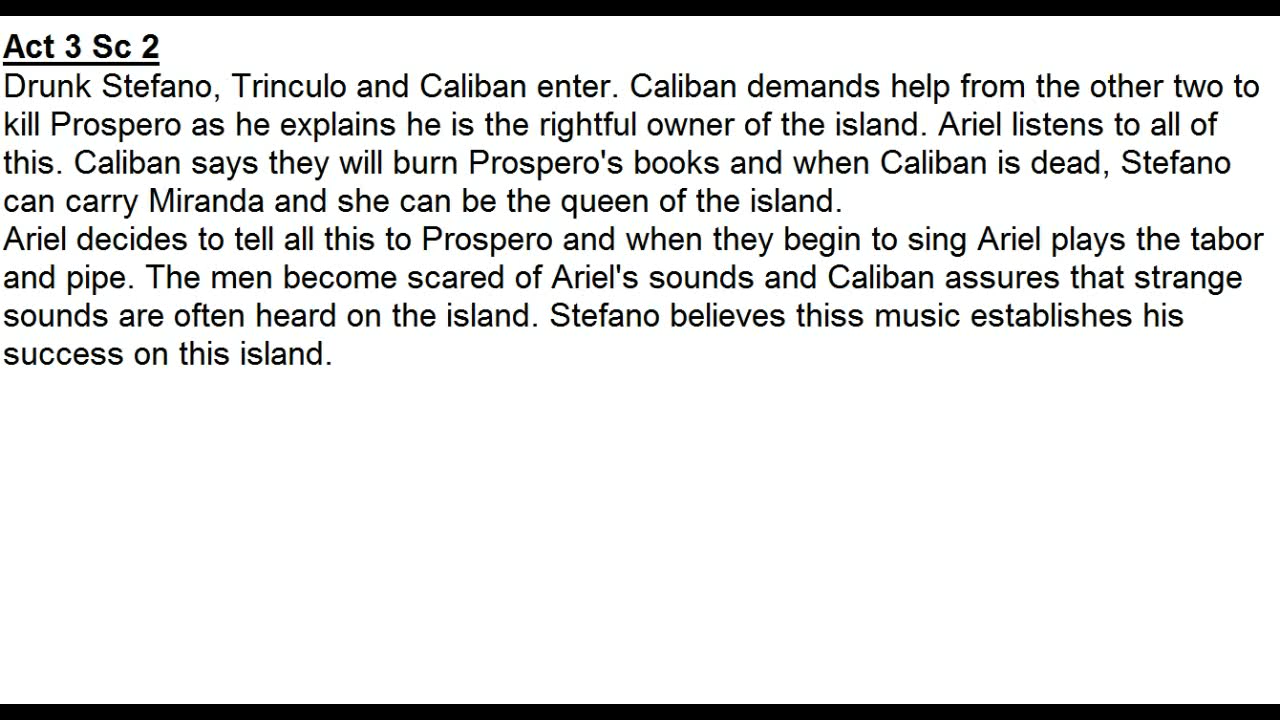 Act 3 Sc 2
Drunk Stefano, Trinculo and Caliban enter. Caliban demands help from the other two to
kill Prospero as he explains he is the rightful owner of the island. Ariel listens to all of
this. Caliban says they will burn Prospero's books and when Caliban is dead, Stefano
can carry Miranda and she can be the queen of the island.
Ariel decides to tell all this to Prospero and when they begin to sing Ariel plays the tabor
and pipe. The men become scared of Ariel's sounds and Caliban assures that strange
sounds are often heard on the island. Stefano believes thiss music establishes his
success on this island.